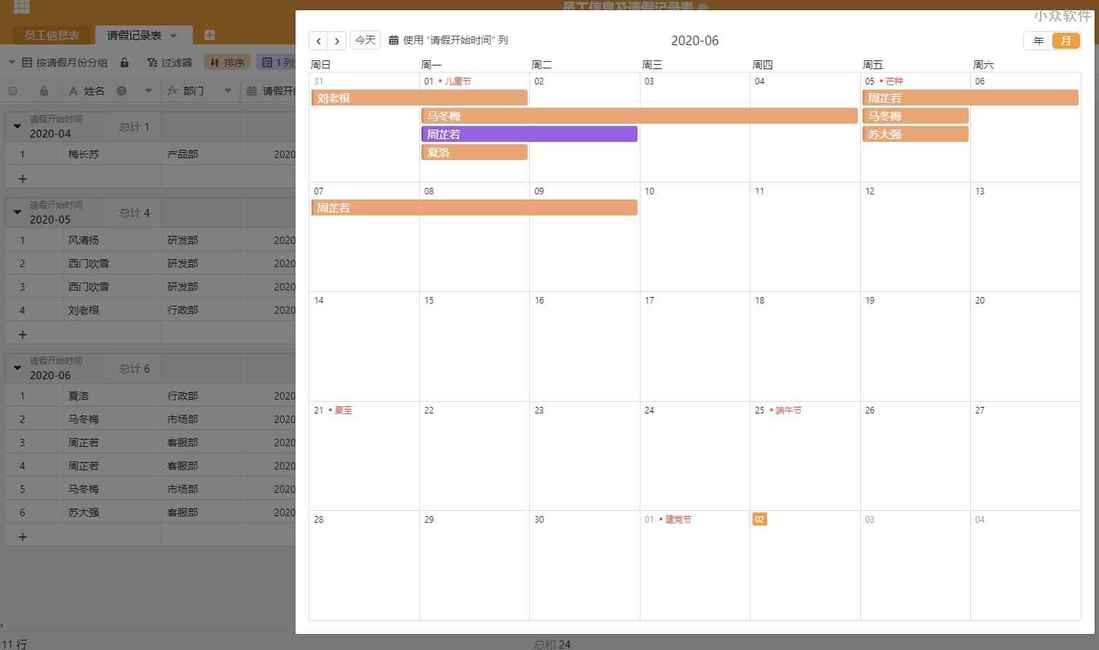 员工信息及请假记录表
小众软件
员工信息表 请假记录表
按请假月份分组 过滤器 排序 1 列
姓名 部门 请假开
请假开始时间
2020-04 总计 1
1 梅长苏 产品部 2020
请假开始时间
2020-05 总计 4
1 风清扬 研发部 2020
2 西门吹雪 研发部 2020
3 西门吹雪 研发部 2020
4 刘老根 行政部 2020
请假开始时间
2020-06 总计 6
1 夏洛 行政部 2020
2 马冬梅 市场部 2020
3 周芷若 客服部 2020
4 周芷若 客服部 2020
5 马冬梅 市场部 2020
6 苏大强 客服部 2020
11 行 总和 24
今天 使用 “请假开始时间” 列 2020-06 年 月
周日 周一 周二 周三 周四 周五 周六
31 01 • 儿童节 02 03 04 05 • 芒种 06
刘老根 周芷若
马冬梅 马冬梅
周芷若 苏大强
夏洛
07 08 09 10 11 12 13
周芷若
14 15 16 17 18 19 20
21 • 夏至 22 23 24 25 • 端午节 26 27
28 29 30 01 • 建党节 02 03 04